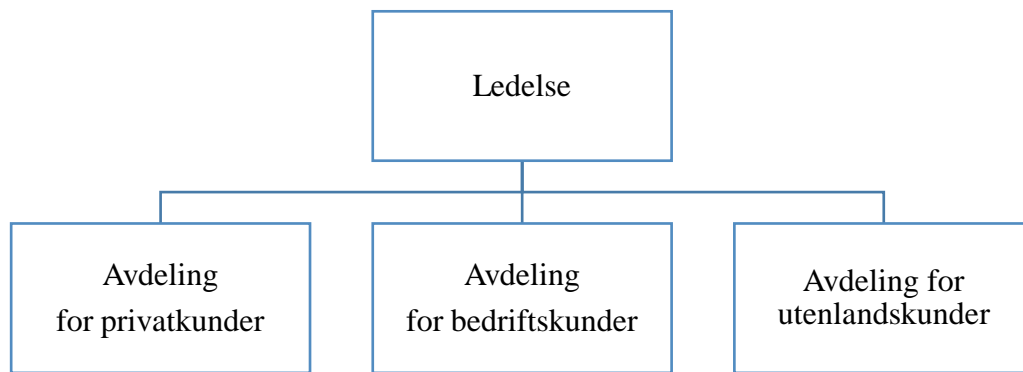 Ledelse
Avdeling
for privatkunder
Avdeling
for bedriftskunder
Avdeling for
utenlandskunder